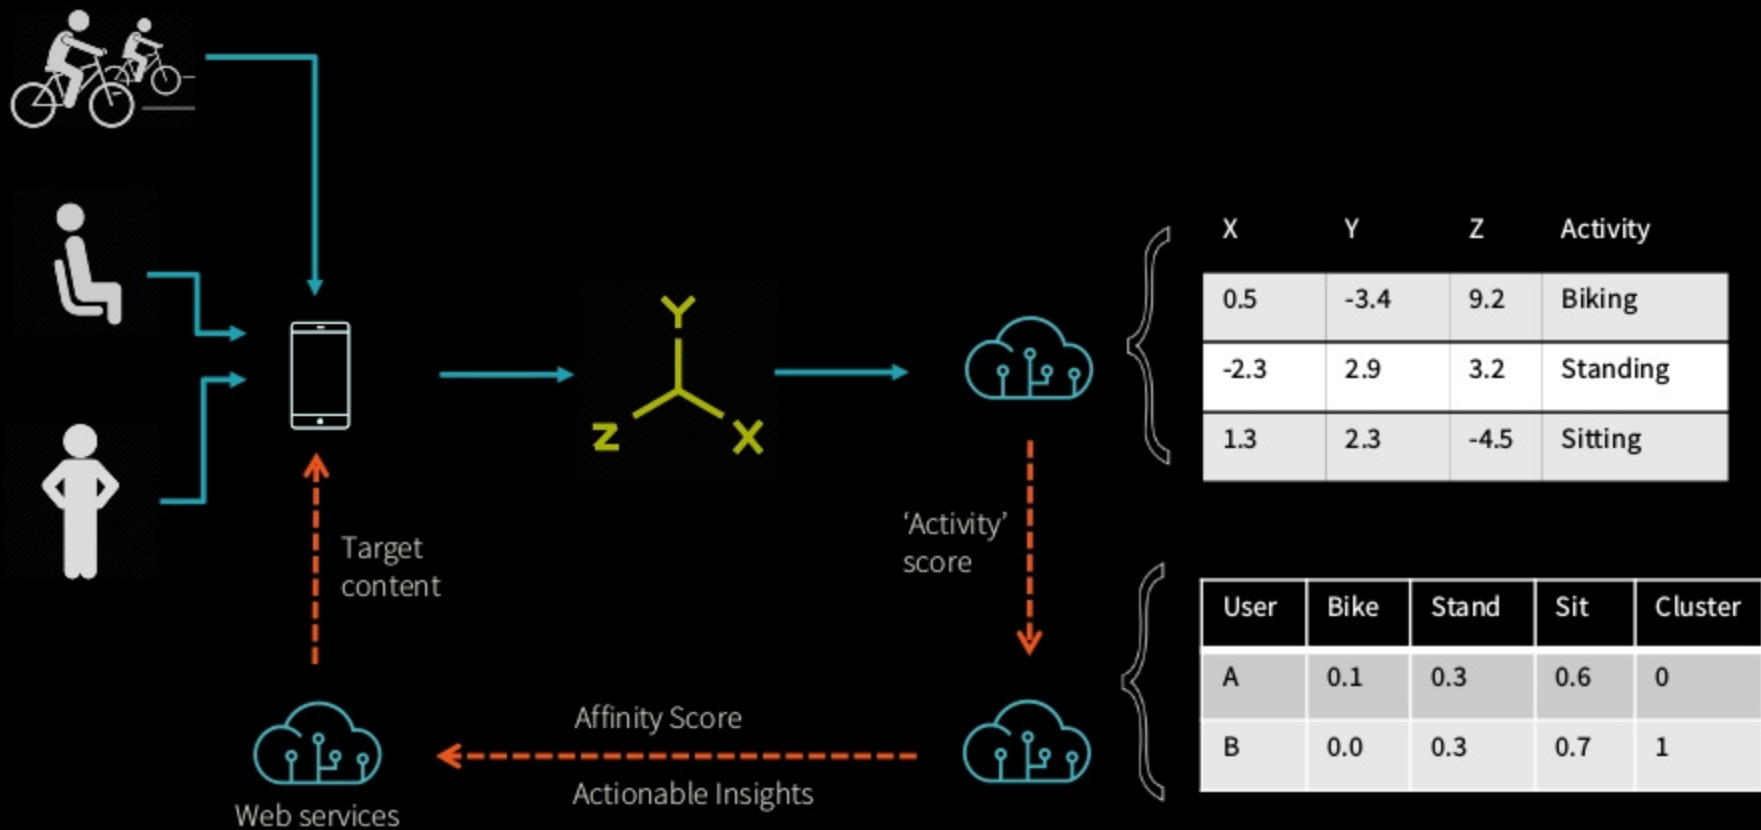 X Y Z Activity
0.5 -3.4 9.2 Biking
-2.3 2.9 3.2 Standing
1.3 2.3 -4.5 Sitting
Y
Z X
‘Activity’
score
Target
content
User Bike Stand Sit Cluster
A 0.1 0.3 0.6 0
B 0.0 0.3 0.7 1
Affinity Score
Actionable Insights
Web services